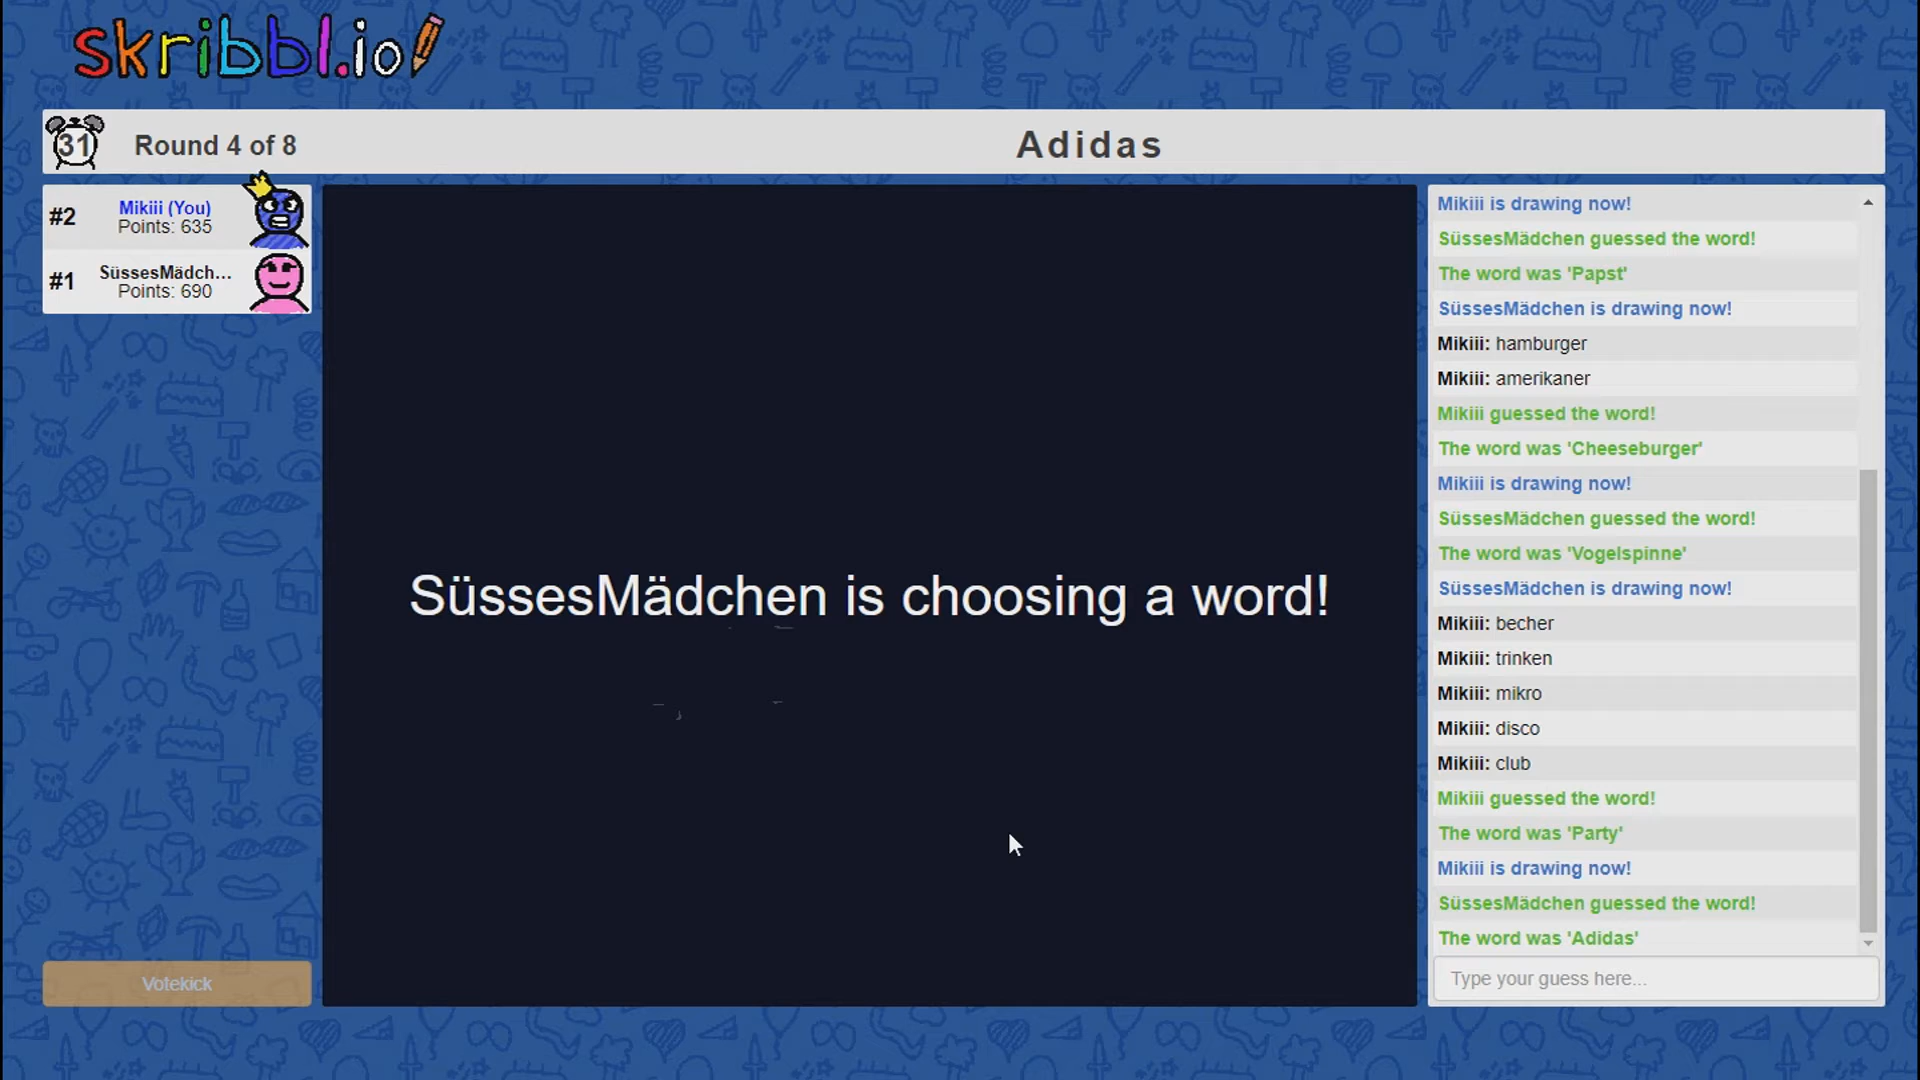 skribbl.io
31
Round 4 of 8
Adidas
#2
Mikiii (You)
Points: 635
#1
SüssesMädch...
Points: 690
SüssesMädchen is choosing a word!
Mikiii is drawing now!
SüssesMädchen guessed the word!
The word was 'Papst'
SüssesMädchen is drawing now!
Mikiii: hamburger
Mikiii: amerikaner
Mikiii guessed the word!
The word was 'Cheeseburger'
Mikiii is drawing now!
SüssesMädchen guessed the word!
The word was 'Vogelspinne'
SüssesMädchen is drawing now!
Mikiii: becher
Mikiii: trinken
Mikiii: mikro
Mikiii: disco
Mikiii: club
Mikiii guessed the word!
The word was 'Party'
Mikiii is drawing now!
SüssesMädchen guessed the word!
The word was 'Adidas'
Votekick
Type your guess here...